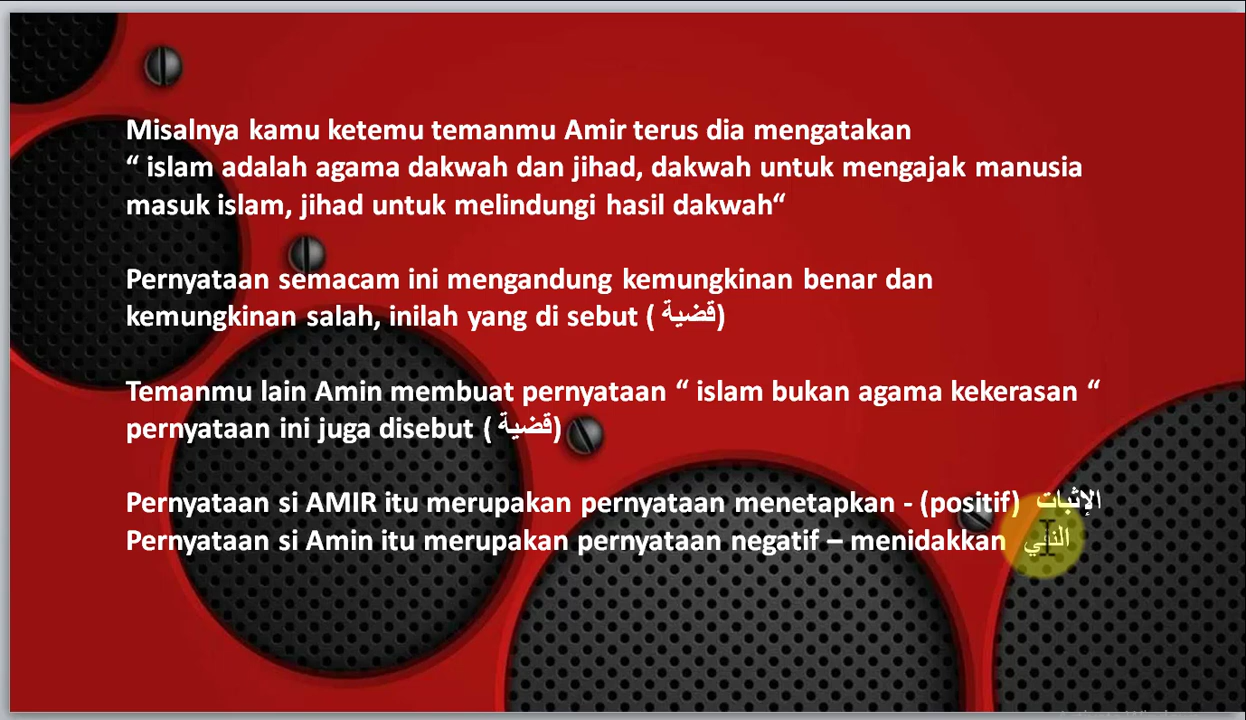 Misalnya kamu ketemu temanmu Amir terus dia mengatakan
“ islam adalah agama dakwah dan jihad, dakwah untuk mengajak manusia
masuk islam, jihad untuk melindungi hasil dakwah“
Pernyataan semacam ini mengandung kemungkinan benar dan
kemungkinan salah, inilah yang di sebut ( قضية)
Temanmu lain Amin membuat pernyataan “ islam bukan agama kekerasan “
pernyataan ini juga disebut ( قضية)
Pernyataan si AMIR itu merupakan pernyataan menetapkan - (positif) الإثبات
Pernyataan si Amin itu merupakan pernyataan negatif – menidakkan النفي